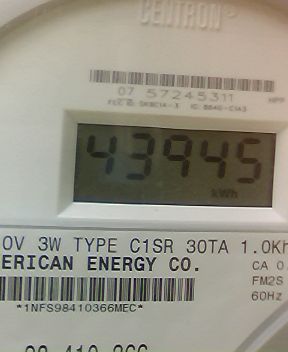 CENTRON®
07 57245311
43945
kWh
0V 3W TYPE C1SR 30TA 1.0Kh
ERICAN ENERGY CO.
CA 0.
FM2S
60Hz
*1NFS98410366MEC*